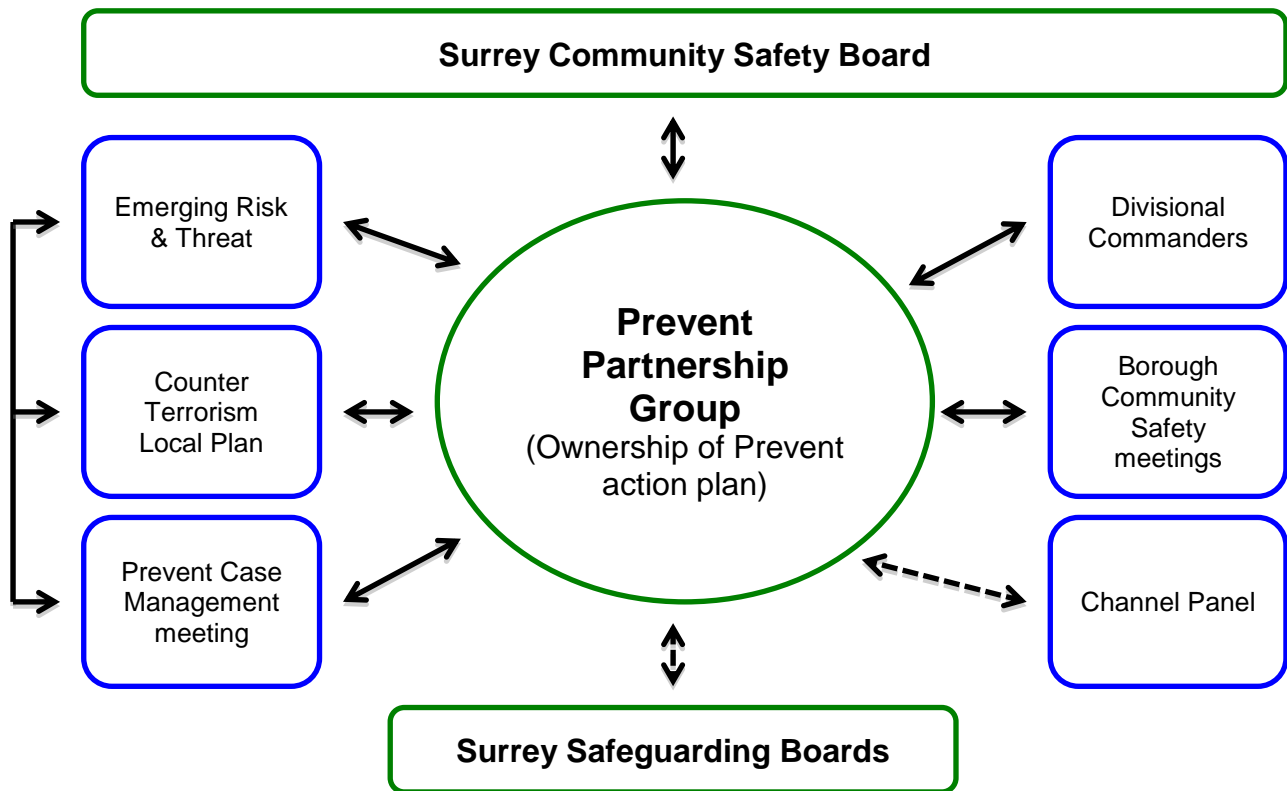 Surrey Community Safety Board
Emerging Risk
& Threat
Counter
Terrorism
Local Plan
Prevent Case
Management
meeting
Prevent
Partnership
Group
(Ownership of Prevent
action plan)
Divisional
Commanders
Borough
Community
Safety
meetings
Channel Panel
Surrey Safeguarding Boards